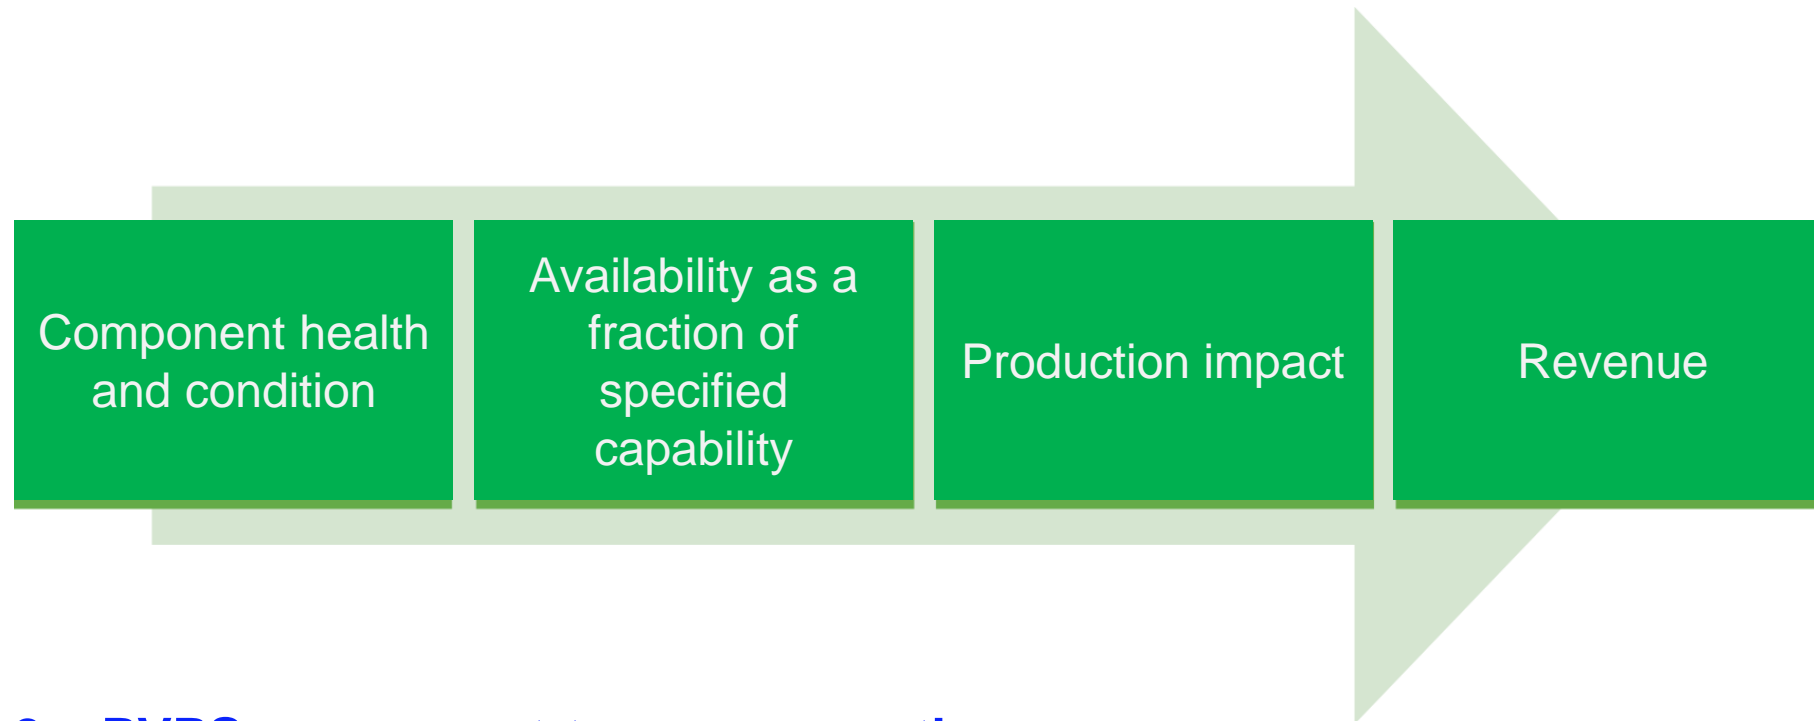 Component health
and condition
Availability as a
fraction of
specified
capability
Production impact
Revenue